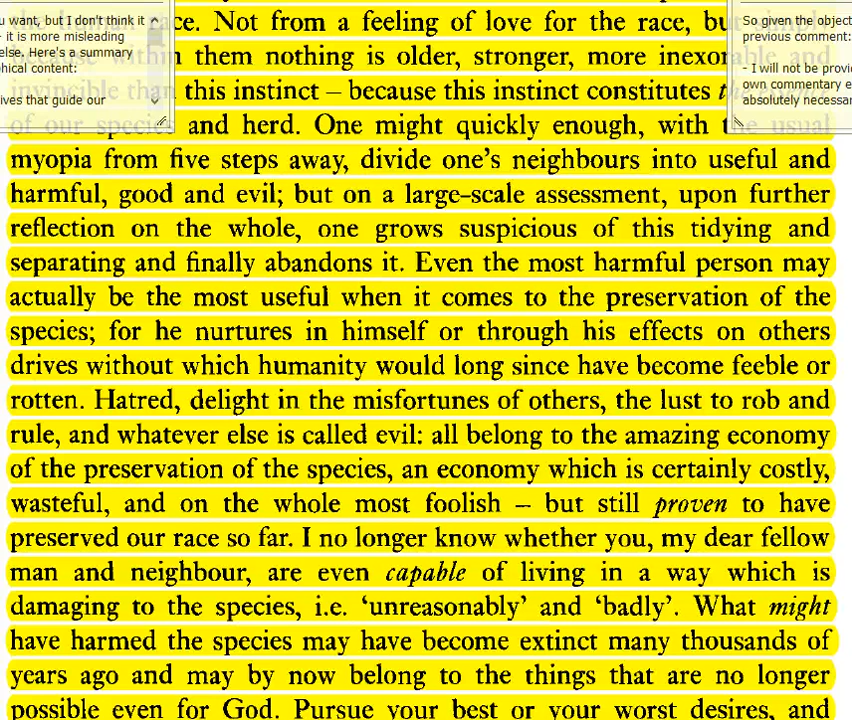 u want, but I don't think it
- it is more misleading
else. Here's a summary
hical content:
ives that guide our
So given the object
previous comment:
- I will not be provi
own commentary e
absolutely necessar
ce. Not from a feeling of love for the race, bu
because within them nothing is older, stronger, more inexorable and
invincible than this instinct – because this instinct constitutes
of our species and herd. One might quickly enough, with the usual
myopia from five steps away, divide one's neighbours into useful and
harmful, good and evil; but on a large-scale assessment, upon further
reflection on the whole, one grows suspicious of this tidying and
separating and finally abandons it. Even the most harmful person may
actually be the most useful when it comes to the preservation of the
species; for he nurtures in himself or through his effects on others
drives without which humanity would long since have become feeble or
rotten. Hatred, delight in the misfortunes of others, the lust to rob and
rule, and whatever else is called evil: all belong to the amazing economy
of the preservation of the species, an economy which is certainly costly,
wasteful, and on the whole most foolish – but still proven to have
preserved our race so far. I no longer know whether you, my dear fellow
man and neighbour, are even capable of living in a way which is
damaging to the species, i.e. 'unreasonably' and 'badly'. What might
have harmed the species may have become extinct many thousands of
years ago and may by now belong to the things that are no longer
possible even for God. Pursue your best or your worst desires, and